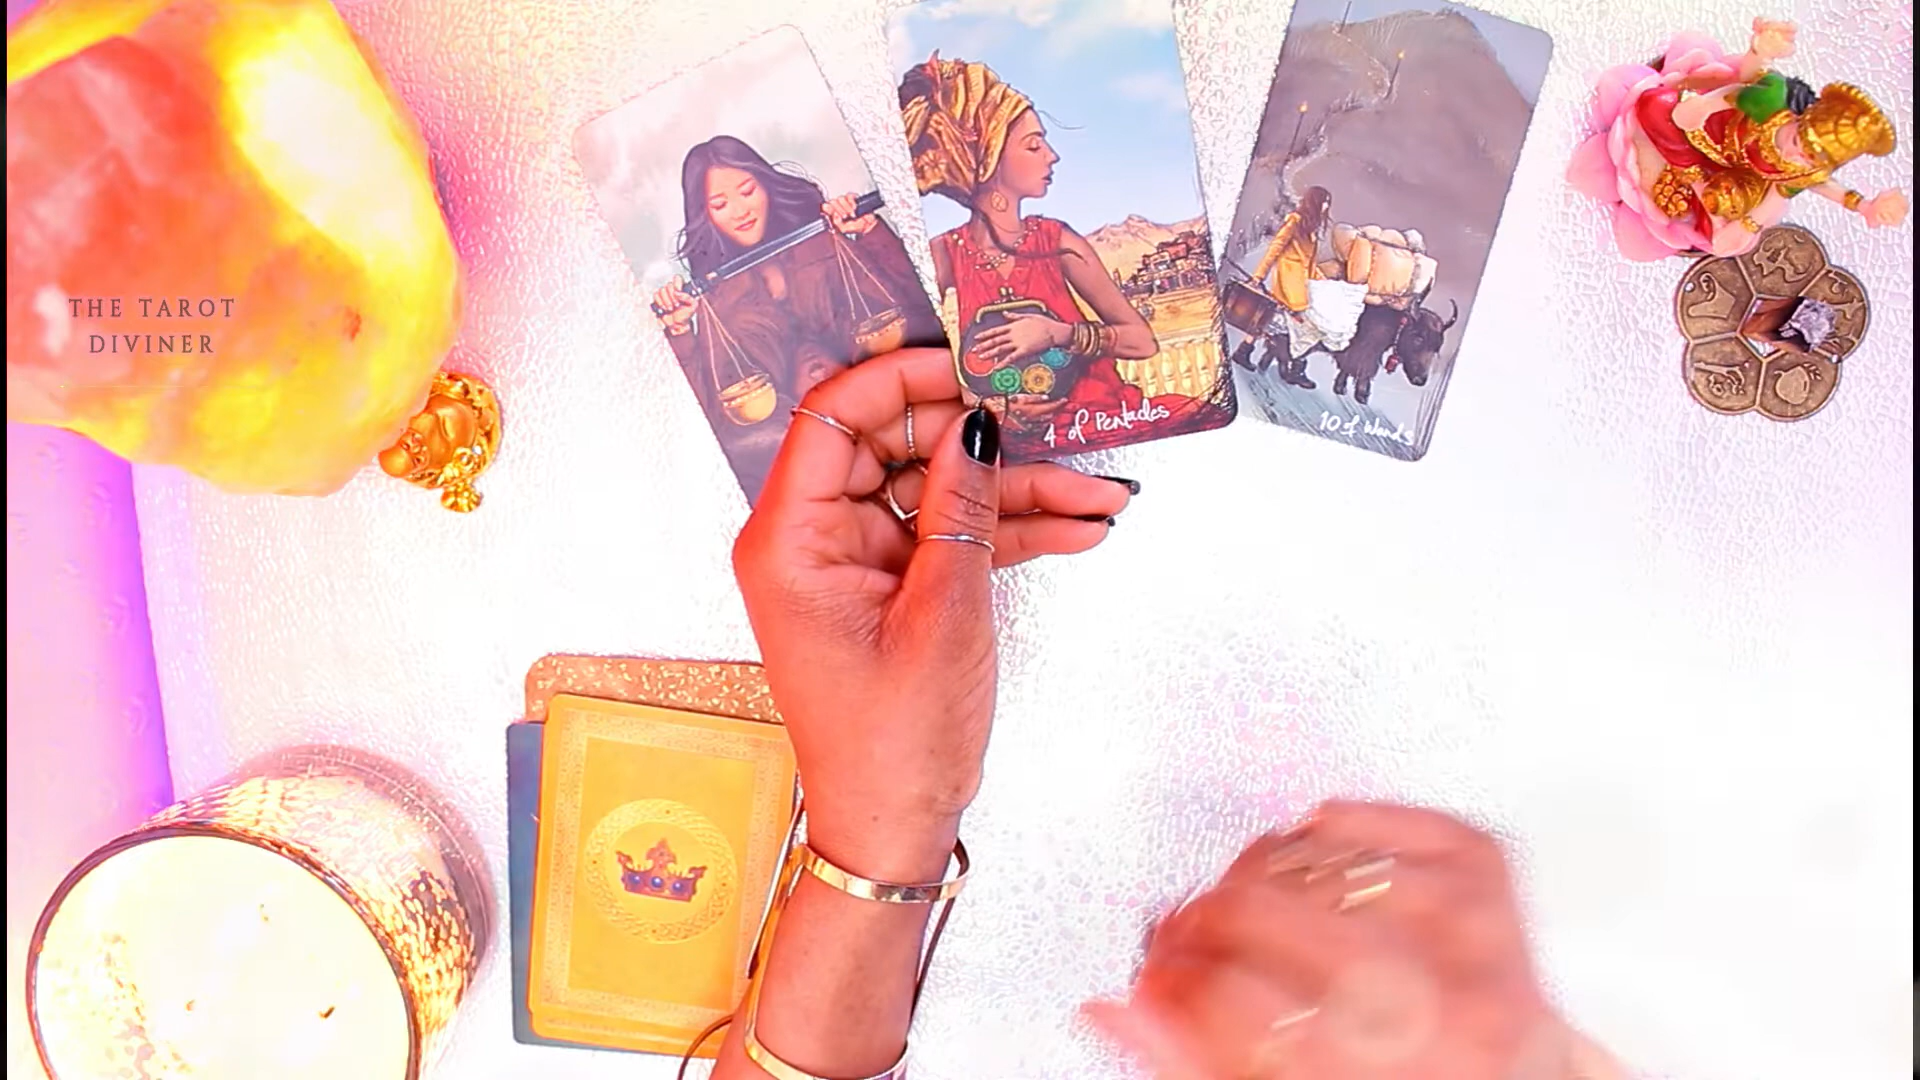 THE TAROT
DIVINER
4 of Pentacles
10 of Wands